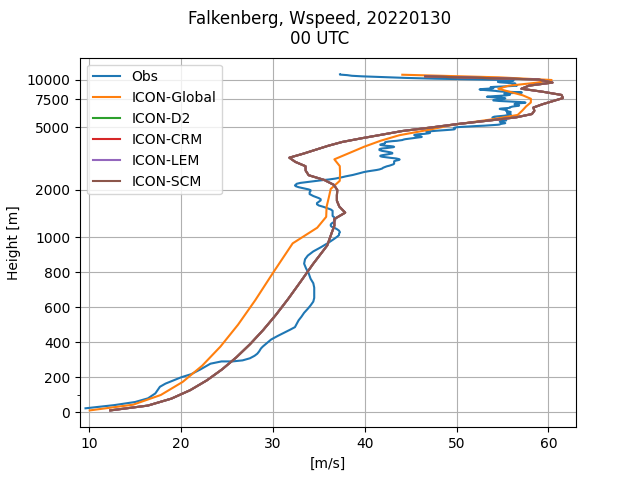 Falkenberg, Wspeed, 20220130
00 UTC
Obs
ICON-Global
ICON-D2
ICON-CRM
ICON-LEM
ICON-SCM
10000
7500
5000
2000
1000
800
600
400
200
0
Height [m]
10 20 30 40 50 60
[m/s]